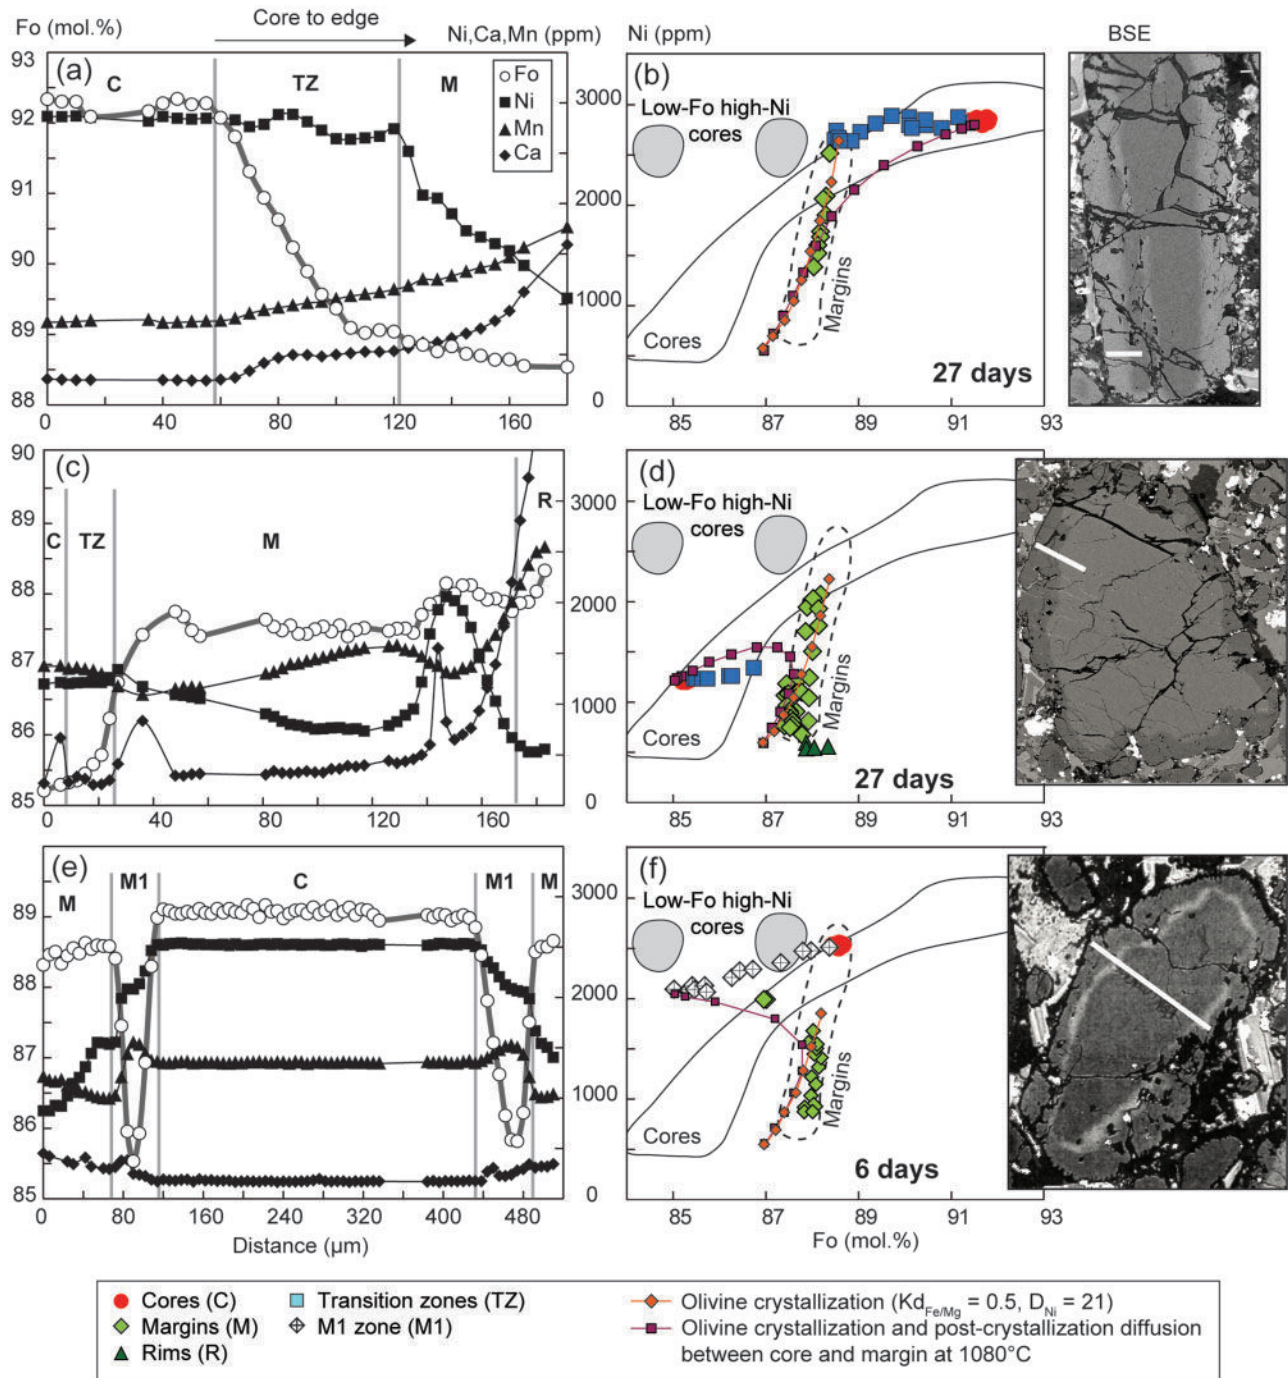 Fo (mol.%)
Core to edge
Ni,Ca,Mn (ppm)
Ni (ppm)
BSE
93
92
91
90
89
88
(a)
C
TZ
M
Fo
Ni
Mn
Ca
3000
2000
1000
0
0
40
80
120
160
(b)
Low-Fo high-Ni
cores
Margins
Cores
27 days
85
87
89
91
93
90
89
88
87
86
85
(c)
C
TZ
M
R
3000
2000
1000
0
0
40
80
120
160
(d)
Low-Fo high-Ni
cores
Margins
Cores
27 days
85
87
89
91
93
89
88
87
86
85
(e)
M
M1
C
M1
M
3000
2000
1000
0
0
80
160
240
320
400
480
Distance (µm)
(f)
Low-Fo high-Ni
cores
Margins
Cores
6 days
85
87
89
91
93
Fo (mol.%)
Cores (C)
Margins (M)
Rims (R)
Transition zones (TZ)
M1 zone (M1)
Olivine crystallization (Kd Fe/Mg = 0.5, D Ni = 21)
Olivine crystallization and post-crystallization diffusion
between core and margin at 1080°C